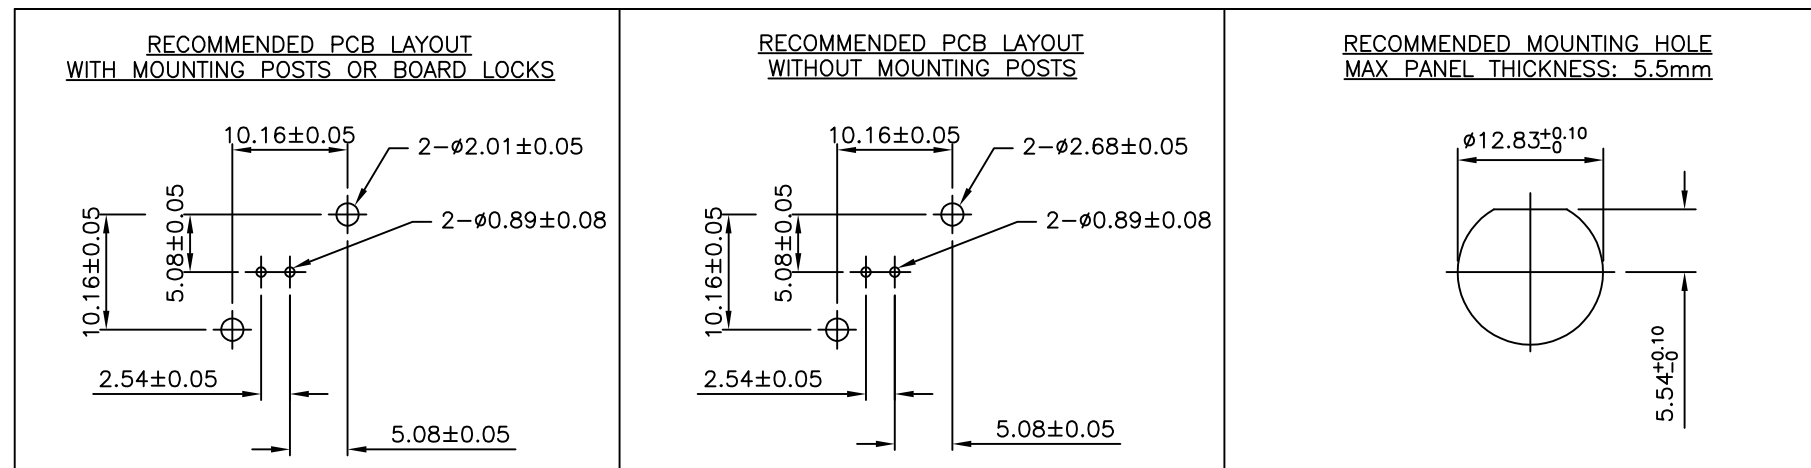 RECOMMENDED PCB LAYOUT
WITH MOUNTING POSTS OR BOARD LOCKS
10.16±0.05
2-ø2.01±0.05
10.16±0.05
5.08±0.05
2-ø0.89±0.08
2.54±0.05
5.08±0.05
RECOMMENDED PCB LAYOUT
WITHOUT MOUNTING POSTS
10.16±0.05
2-ø2.68±0.05
10.16±0.05
5.08±0.05
2-ø0.89±0.08
2.54±0.05
5.08±0.05
RECOMMENDED MOUNTING HOLE
MAX PANEL THICKNESS: 5.5mm
ø12.83+0.10 -0
5.54+0.10 -0